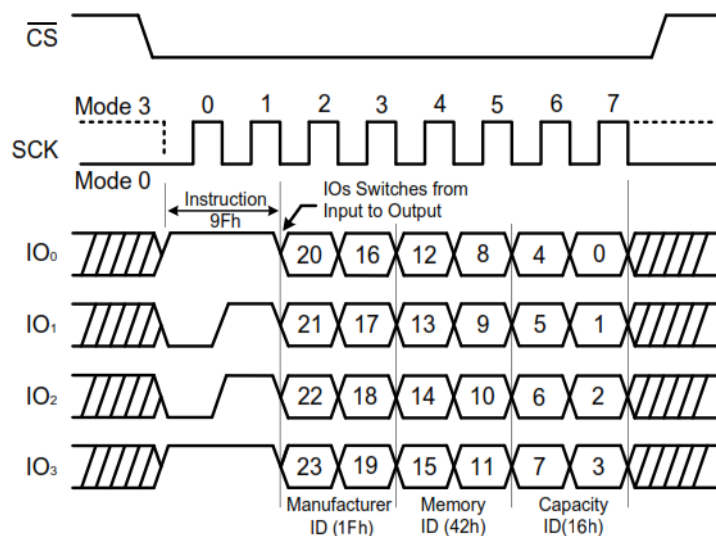 CS
Mode 3 0 1 2 3 4 5 6 7
SCK
Mode 0
Instruction
9Fh
IOs Switches from
Input to Output
IO₀ 20 16 12 8 4 0
IO₁ 21 17 13 9 5 1
IO₂ 22 18 14 10 6 2
IO₃ 23 19 15 11 7 3
Manufacturer Memory Capacity
ID (1Fh) ID (42h) ID(16h)